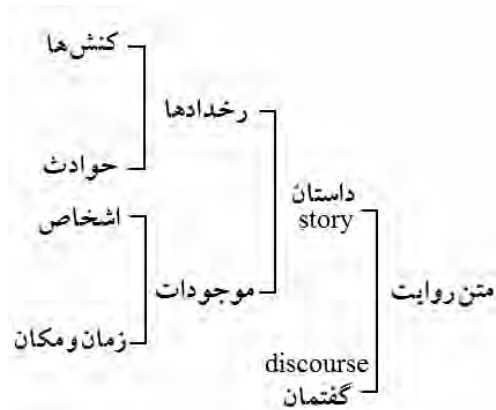 کنش‌ها
رخدادها
حوادث
داستان
story
اشخاص
موجودات
متن روایت
زمان و مکان
discourse
گفتمان